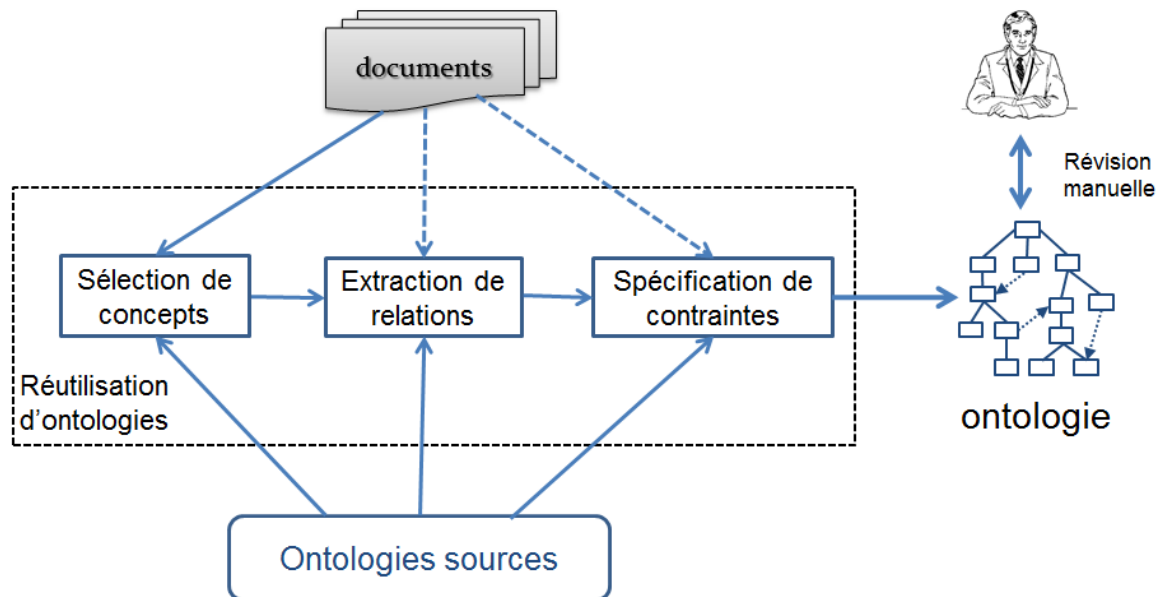 documents
Révision
manuelle
Sélection de
concepts
Extraction de
relations
Spécification de
contraintes
Réutilisation
d'ontologies
ontologie
Ontologies sources